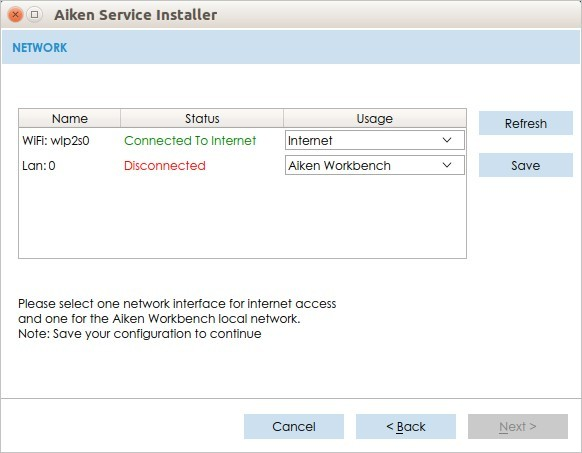 Aiken Service Installer
NETWORK
Name Status Usage
WiFi: wlp2s0 Connected To Internet Internet
Lan: 0 Disconnected Aiken Workbench
Refresh
Save
Please select one network interface for internet access
and one for the Aiken Workbench local network.
Note: Save your configuration to continue
Cancel < Back Next >